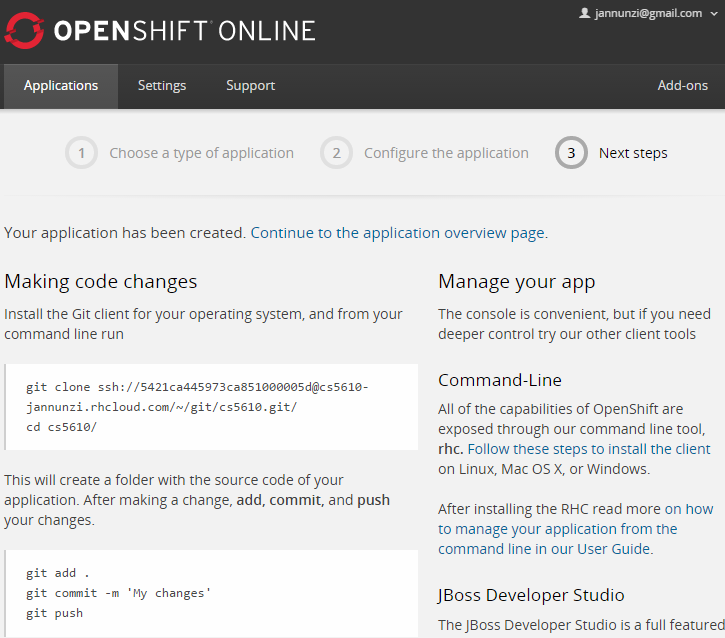 OPENSHIFT ONLINE
jannunzi@gmail.com
Applications Settings Support Add-ons
1 Choose a type of application 2 Configure the application 3 Next steps
Your application has been created. Continue to the application overview page.
Making code changes
Install the Git client for your operating system, and from your
command line run
git clone ssh://5421ca445973ca851000005d@cs5610-
jannunzi.rhcloud.com/~/git/cs5610.git/
cd cs5610/
This will create a folder with the source code of your
application. After making a change, add, commit, and push
your changes.
git add .
git commit -m 'My changes'
git push
Manage your app
The console is convenient, but if you need
deeper control try our other client tools
Command-Line
All of the capabilities of OpenShift are
exposed through our command line tool,
rhc. Follow these steps to install the client
on Linux, Mac OS X, or Windows.
After installing the RHC read more on how
to manage your application from the
command line in our User Guide.
JBoss Developer Studio
The JBoss Developer Studio is a full featured